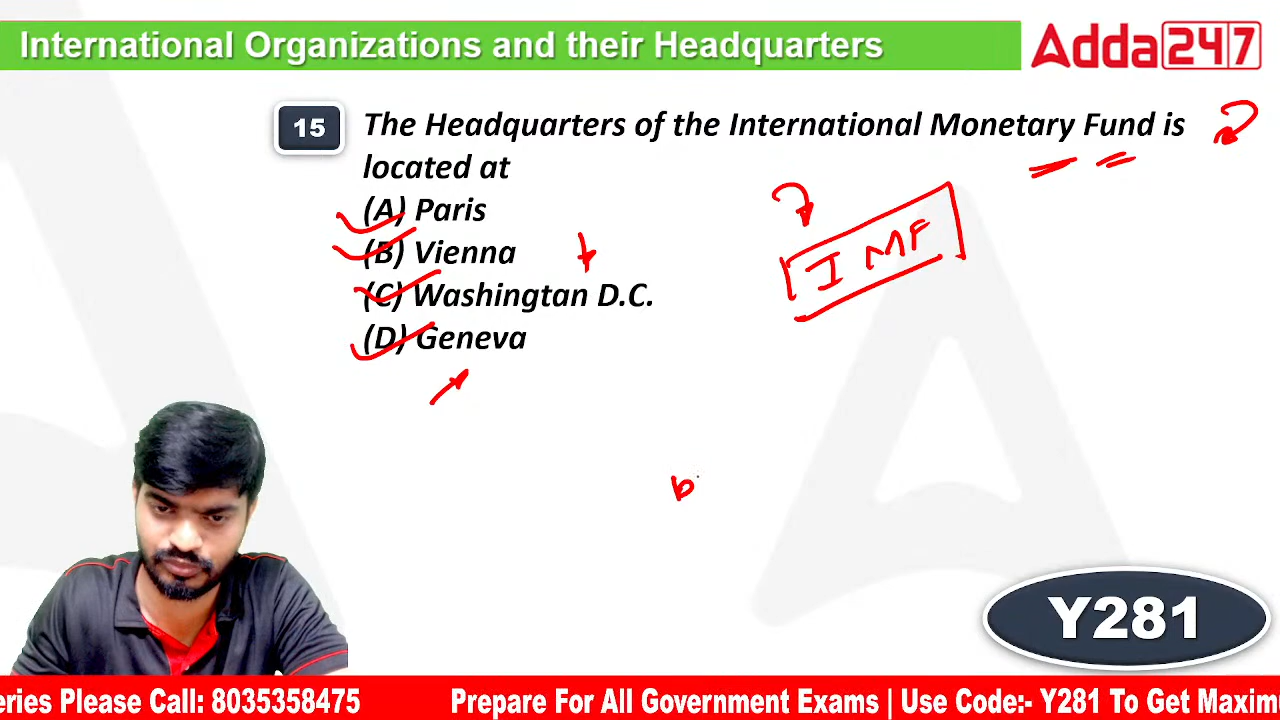 International Organizations and their Headquarters
Adda247
15
The Headquarters of the International Monetary Fund is
located at
(A) Paris
(B) Vienna
(C) Washingtan D.C.
(D) Geneva
IMF
b
Y281
eries Please Call: 8035358475 Prepare For All Government Exams | Use Code:- Y281 To Get Maxim